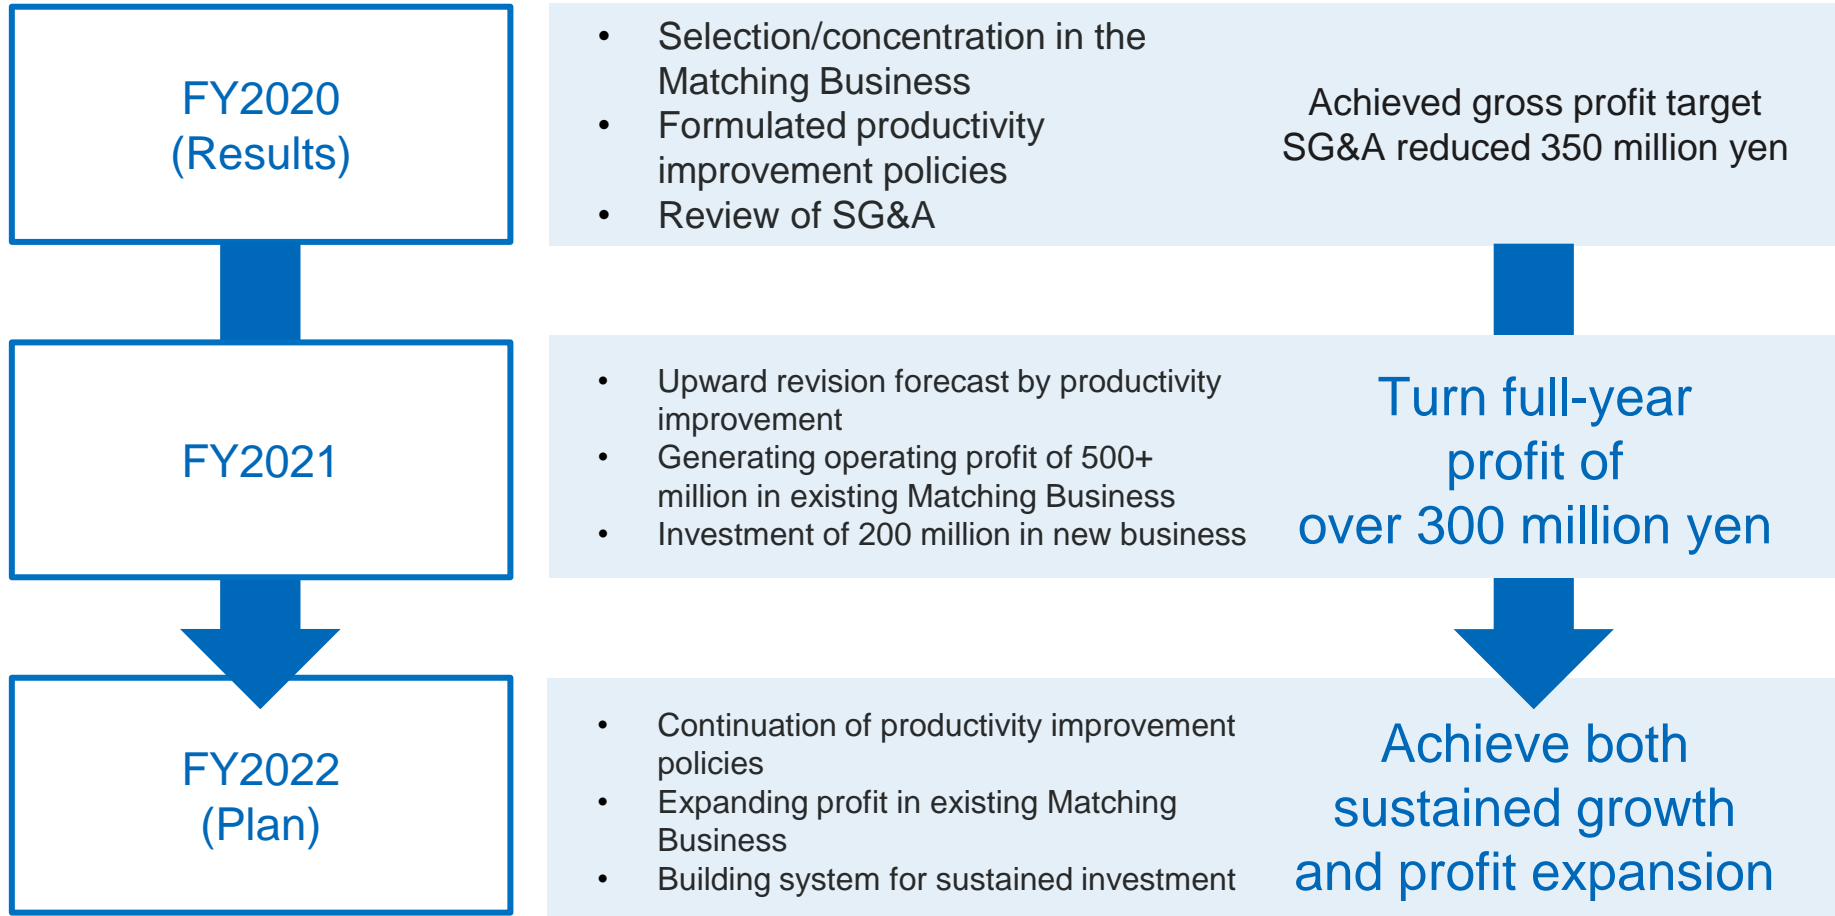 FY2020
(Results)
• Selection/concentration in the
Matching Business
• Formulated productivity
improvement policies
• Review of SG&A
Achieved gross profit target
SG&A reduced 350 million yen
FY2021
• Upward revision forecast by productivity
improvement
• Generating operating profit of 500+
million in existing Matching Business
• Investment of 200 million in new business
Turn full-year
profit of
over 300 million yen
FY2022
(Plan)
• Continuation of productivity improvement
policies
• Expanding profit in existing Matching
Business
• Building system for sustained investment
Achieve both
sustained growth
and profit expansion